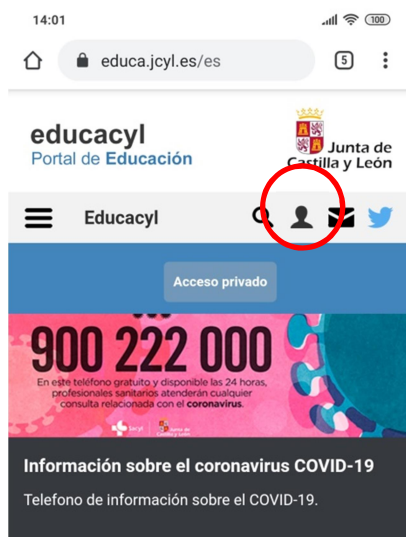 14:01
100
educa.jcyl.es/es
5
educacyl
Portal de Educación
Junta de
Castilla y León
Educacyl
Acceso privado
900 222 000
En este teléfono gratuito y disponible las 24 horas,
profesionales sanitarios atenderán cualquier
consulta relacionada con el coronavirus.
Sacyl
Información sobre el coronavirus COVID-19
Telefono de información sobre el COVID-19.